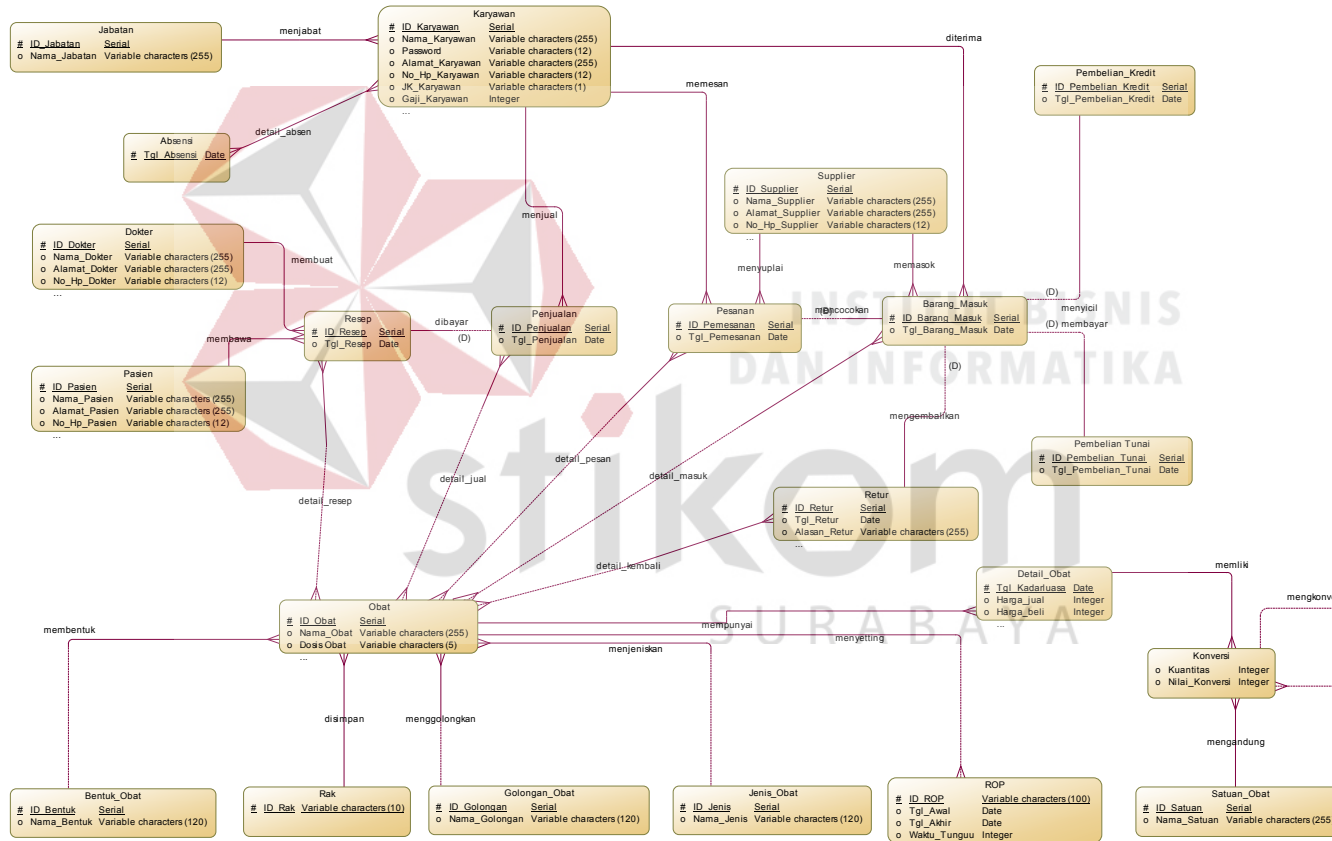 Jabatan
# ID_Jabatan Serial
o Nama_Jabatan Variable characters (255)
menjabat
Karyawan
# ID_Karyawan Serial
o Nama_Karyawan Variable characters (255)
o Password Variable characters (12)
o Alamat_Karyawan Variable characters (255)
o No_Hp_Karyawan Variable characters (12)
o JK_Karyawan Variable characters (1)
o Gaji_Karyawan Integer
...
diterima
memesan
Pembelian_Kredit
# ID_Pembelian_Kredit Serial
o Tgl_Pembelian_Kredit Date
detail_absen
Absensi
# Tgl_Absensi Date
Supplier
# ID_Supplier Serial
o Nama_Supplier Variable characters (255)
o Alamat_Supplier Variable characters (255)
o No_Hp_Supplier Variable characters (12)
...
menjual
Dokter
# ID_Dokter Serial
o Nama_Dokter Variable characters (255)
o Alamat_Dokter Variable characters (255)
o No_Hp_Dokter Variable characters (12)
...
membuat
menyuplai
memasok
(D)
menyicil
Resep
# ID_Resep Serial
o Tgl_Resep Date
dibayar
(D)
Penjualan
# ID_Penjualan Serial
o Tgl_Penjualan Date
Pesanan
# ID_Pemesanan Serial
o Tgl_Pemesanan Date
mencocokan
(D)
Barang_Masuk
# ID_Barang_Masuk Serial
o Tgl_Barang_Masuk Date
(D) membayar
(D)
INSTITUT BISNIS
DAN INFORMATIKA
membawa
Pasien
# ID_Pasien Serial
o Nama_Pasien Variable characters (255)
o Alamat_Pasien Variable characters (255)
o No_Hp_Pasien Variable characters (12)
...
mengembalikan
Pembelian Tunai
# ID_Pembelian_Tunai Serial
o Tgl_Pembelian_Tunai Date
detail_resep
detail_jual
detail_pesan
detail_masuk
stikom
SURABAYA
Retur
# ID_Retur Serial
o Tgl_Retur Date
o Alasan_Retur Variable characters (255)
...
detail_kembali
Detail_Obat
# Tgl_Kadarluasa Date
o Harga_jual Integer
o Harga_beli Integer
...
memliki
mengkonve
Obat
# ID_Obat Serial
o Nama_Obat Variable characters (255)
o DosisObat Variable characters (5)
...
membentuk
mempunyai
menyetting
menjeniskan
Konversi
o Kuantitas Integer
o Nilai_Konversi Integer
disimpan
menggolongkan
mengandung
Bentuk_Obat
# ID_Bentuk Serial
o Nama_Bentuk Variable characters (120)
Rak
# ID_Rak Variable characters (10)
Golongan_Obat
# ID_Golongan Serial
o Nama_Golongan Variable characters (120)
Jenis_Obat
# ID_Jenis Serial
o Nama_Jenis Variable characters (120)
ROP
# ID_ROP Variable characters (100)
o Tgl_Awal Date
o Tgl_Akhir Date
o Waktu_Tunguu Integer
Satuan_Obat
# ID_Satuan Serial
o Nama_Satuan Variable characters (255